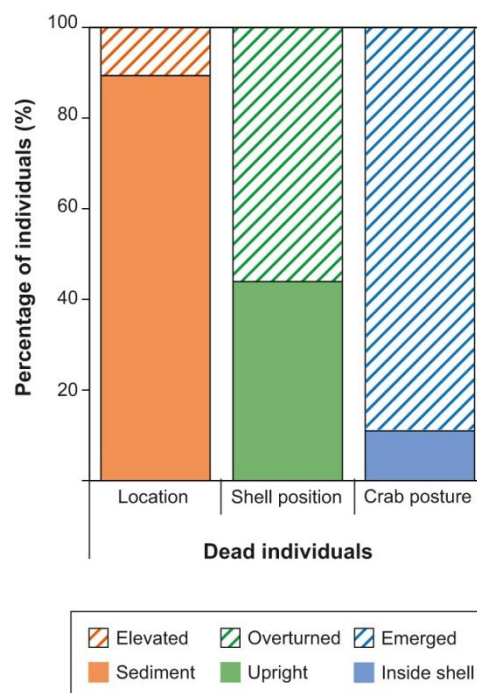 Percentage of individuals (%)
100
80
60
40
20
Location Shell position Crab posture
Dead individuals
Elevated Overturned Emerged
Sediment Upright Inside shell